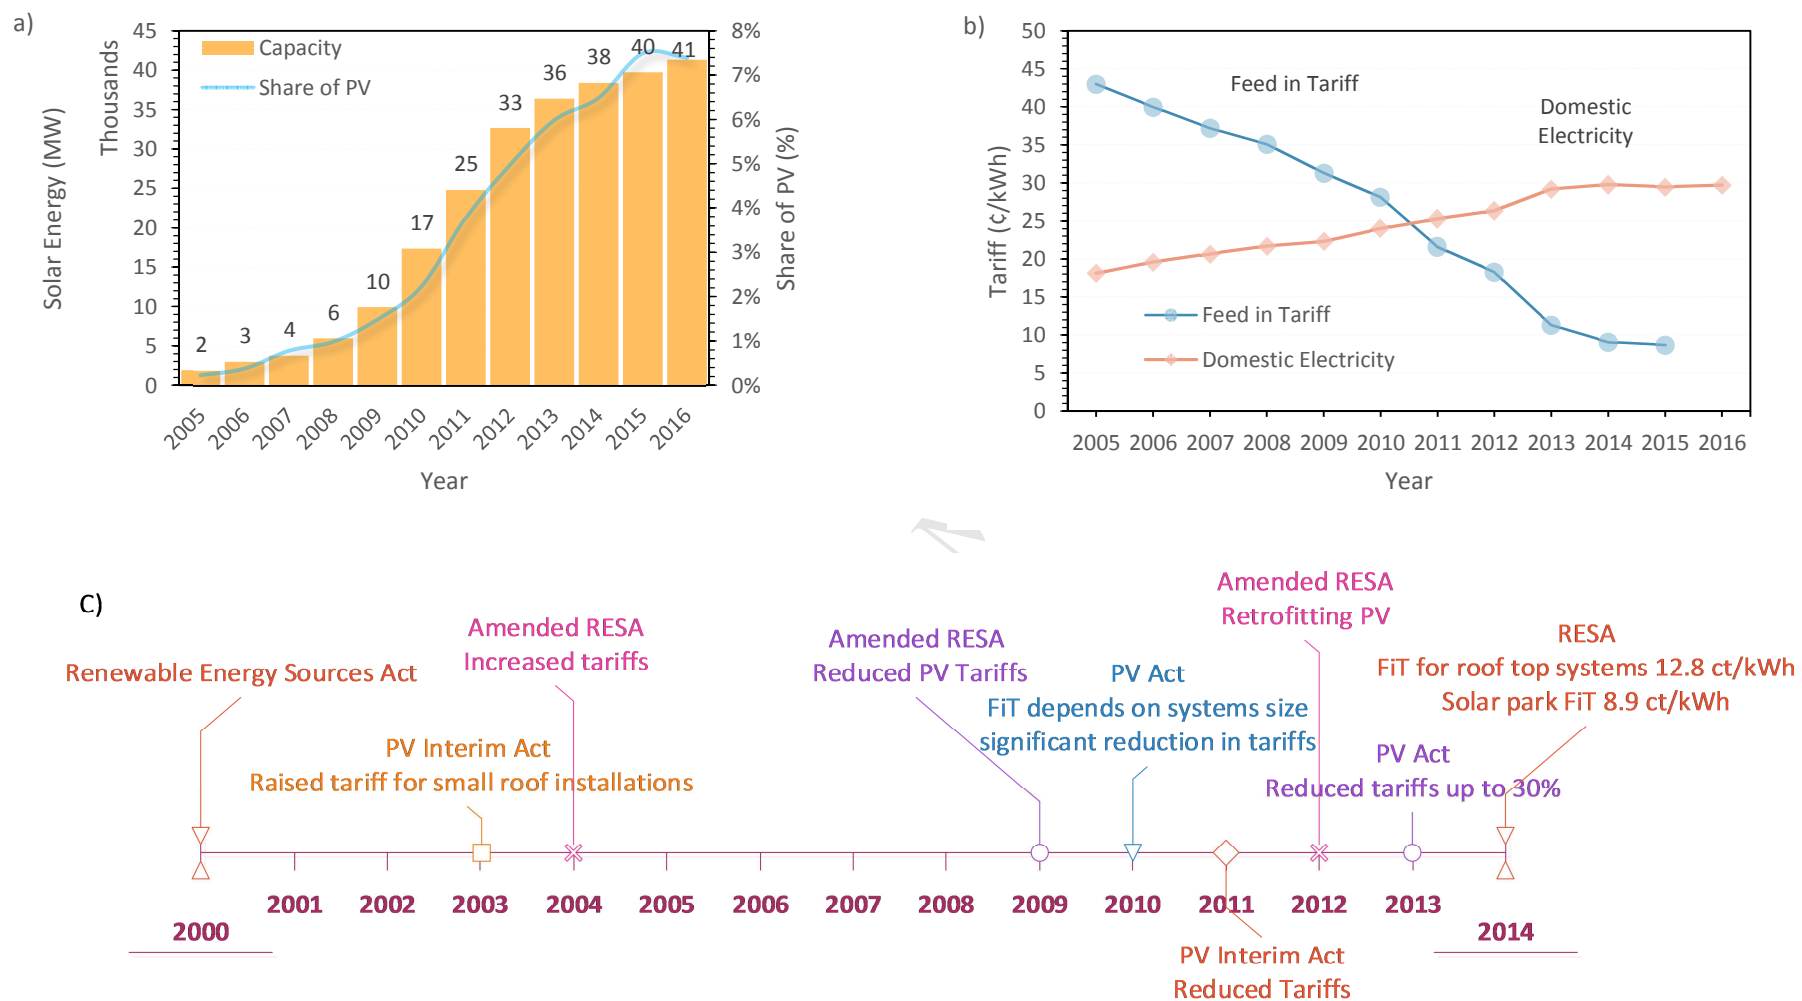 a)
Solar Energy (MW)
Thousands
45
40
35
30
25
20
15
10
5
0
Capacity
Share of PV
2
3
4
6
10
17
25
33
36
38
40
41
8%
7%
6%
5%
4%
3%
2%
1%
0%
Share of PV (%)
2005 2006 2007 2008 2009 2010 2011 2012 2013 2014 2015 2016
Year
b)
Tariff (¢/kWh)
50
45
40
35
30
25
20
15
10
5
0
Feed in Tariff
Domestic
Electricity
Feed in Tariff
Domestic Electricity
2005 2006 2007 2008 2009 2010 2011 2012 2013 2014 2015 2016
Year
C)
Renewable Energy Sources Act
PV Interim Act
Raised tariff for small roof installations
Amended RESA
Increased tariffs
Amended RESA
Reduced PV Tariffs
PV Act
FiT depends on systems size
significant reduction in tariffs
Amended RESA
Retrofitting PV
PV Act
Reduced tariffs up to 30%
RESA
FiT for roof top systems 12.8 ct/kWh
Solar park FiT 8.9 ct/kWh
2000
2001 2002 2003 2004 2005 2006 2007 2008 2009 2010 2011 2012 2013
2014
PV Interim Act
Reduced Tariffs